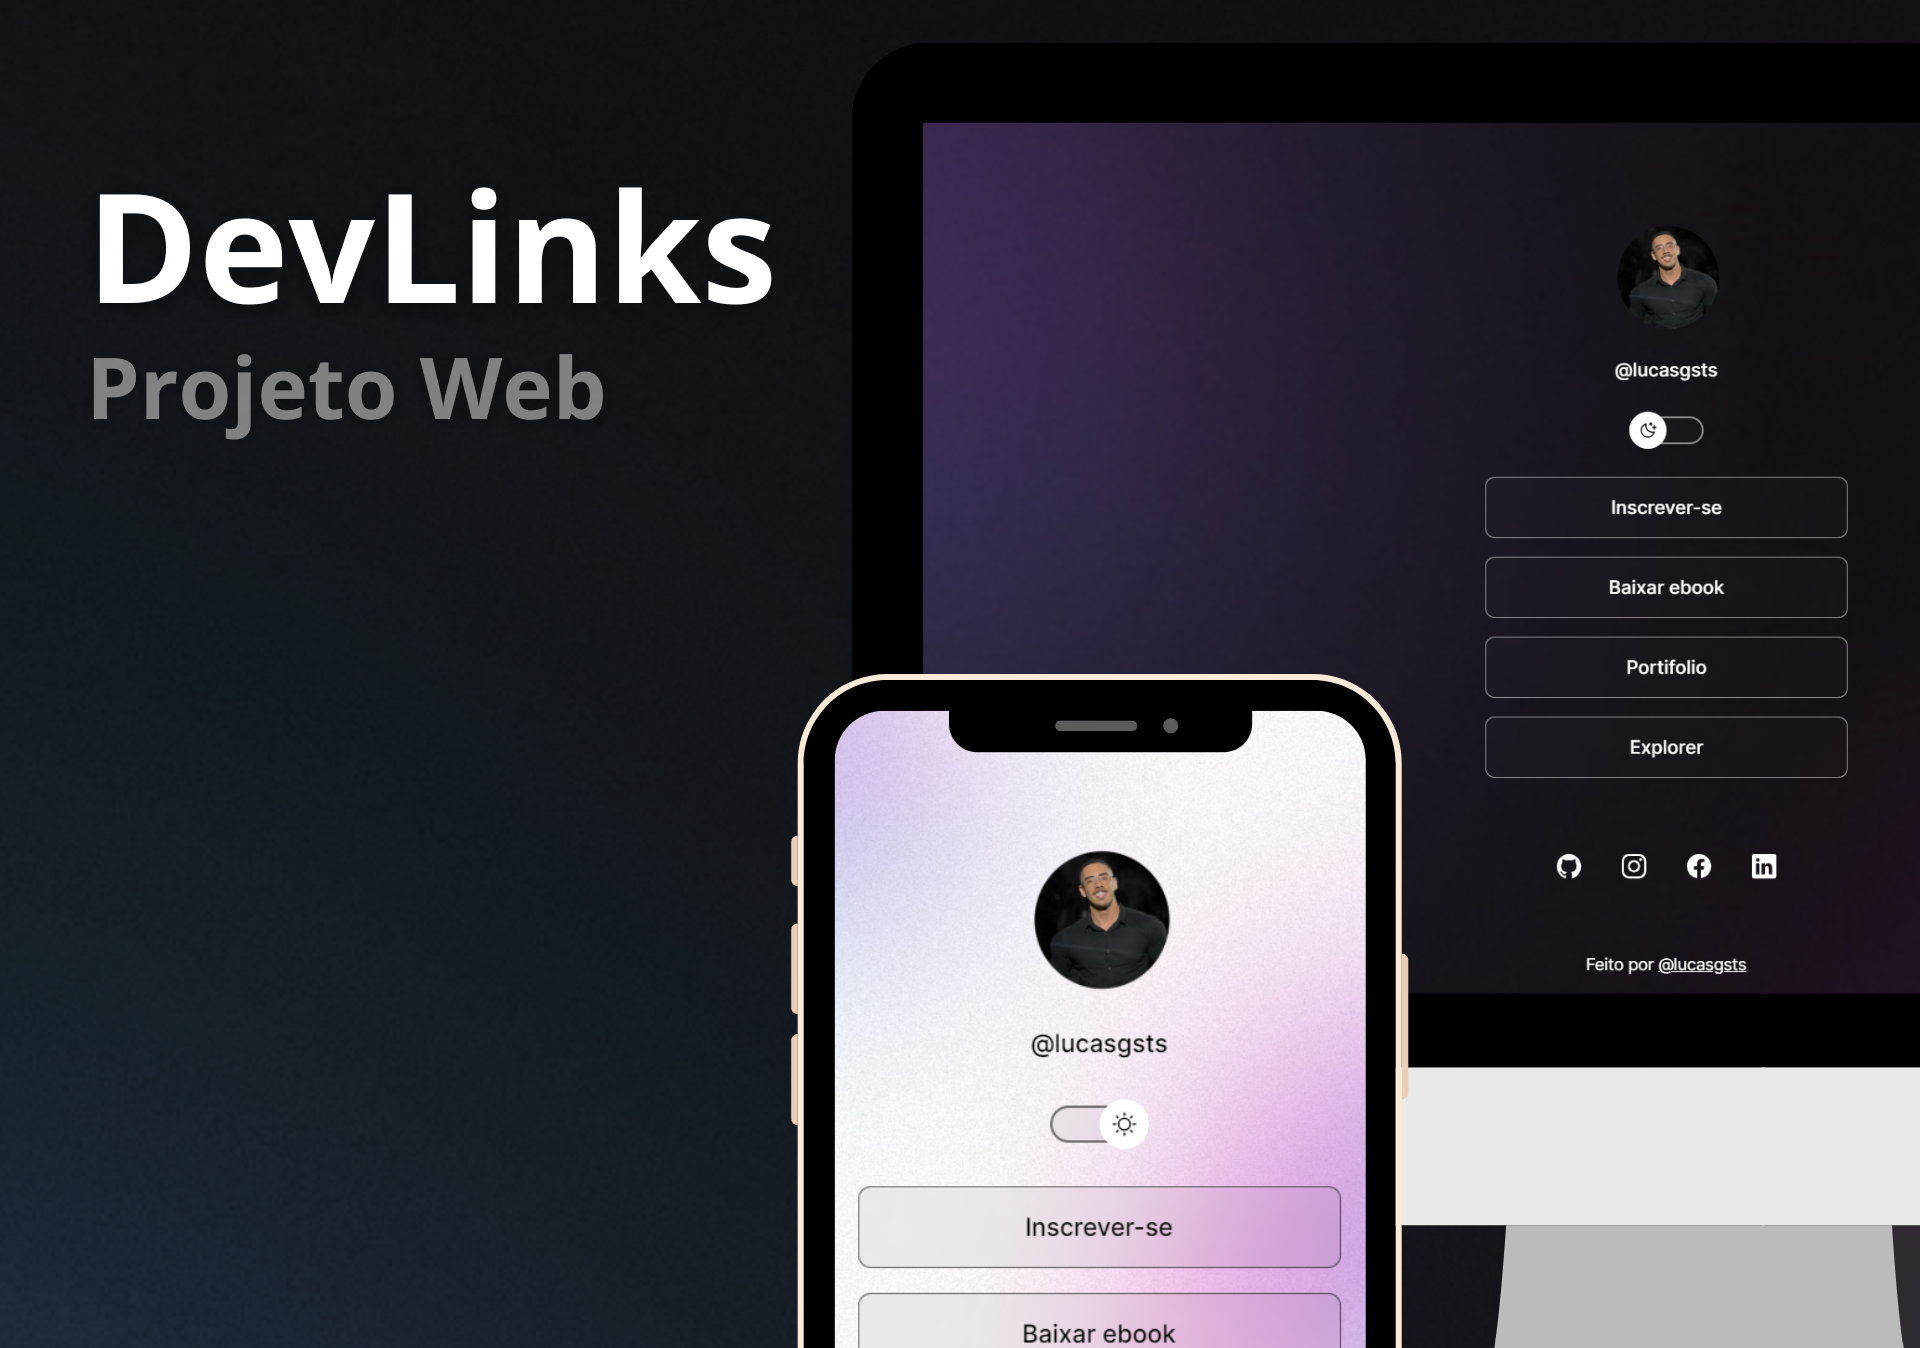 DevLinks
Projeto Web
@lucasgsts
Inscrever-se
Baixar ebook
Portifolio
Explorer
Feito por @lucasgsts
@lucasgsts
Inscrever-se
Baixar ebook